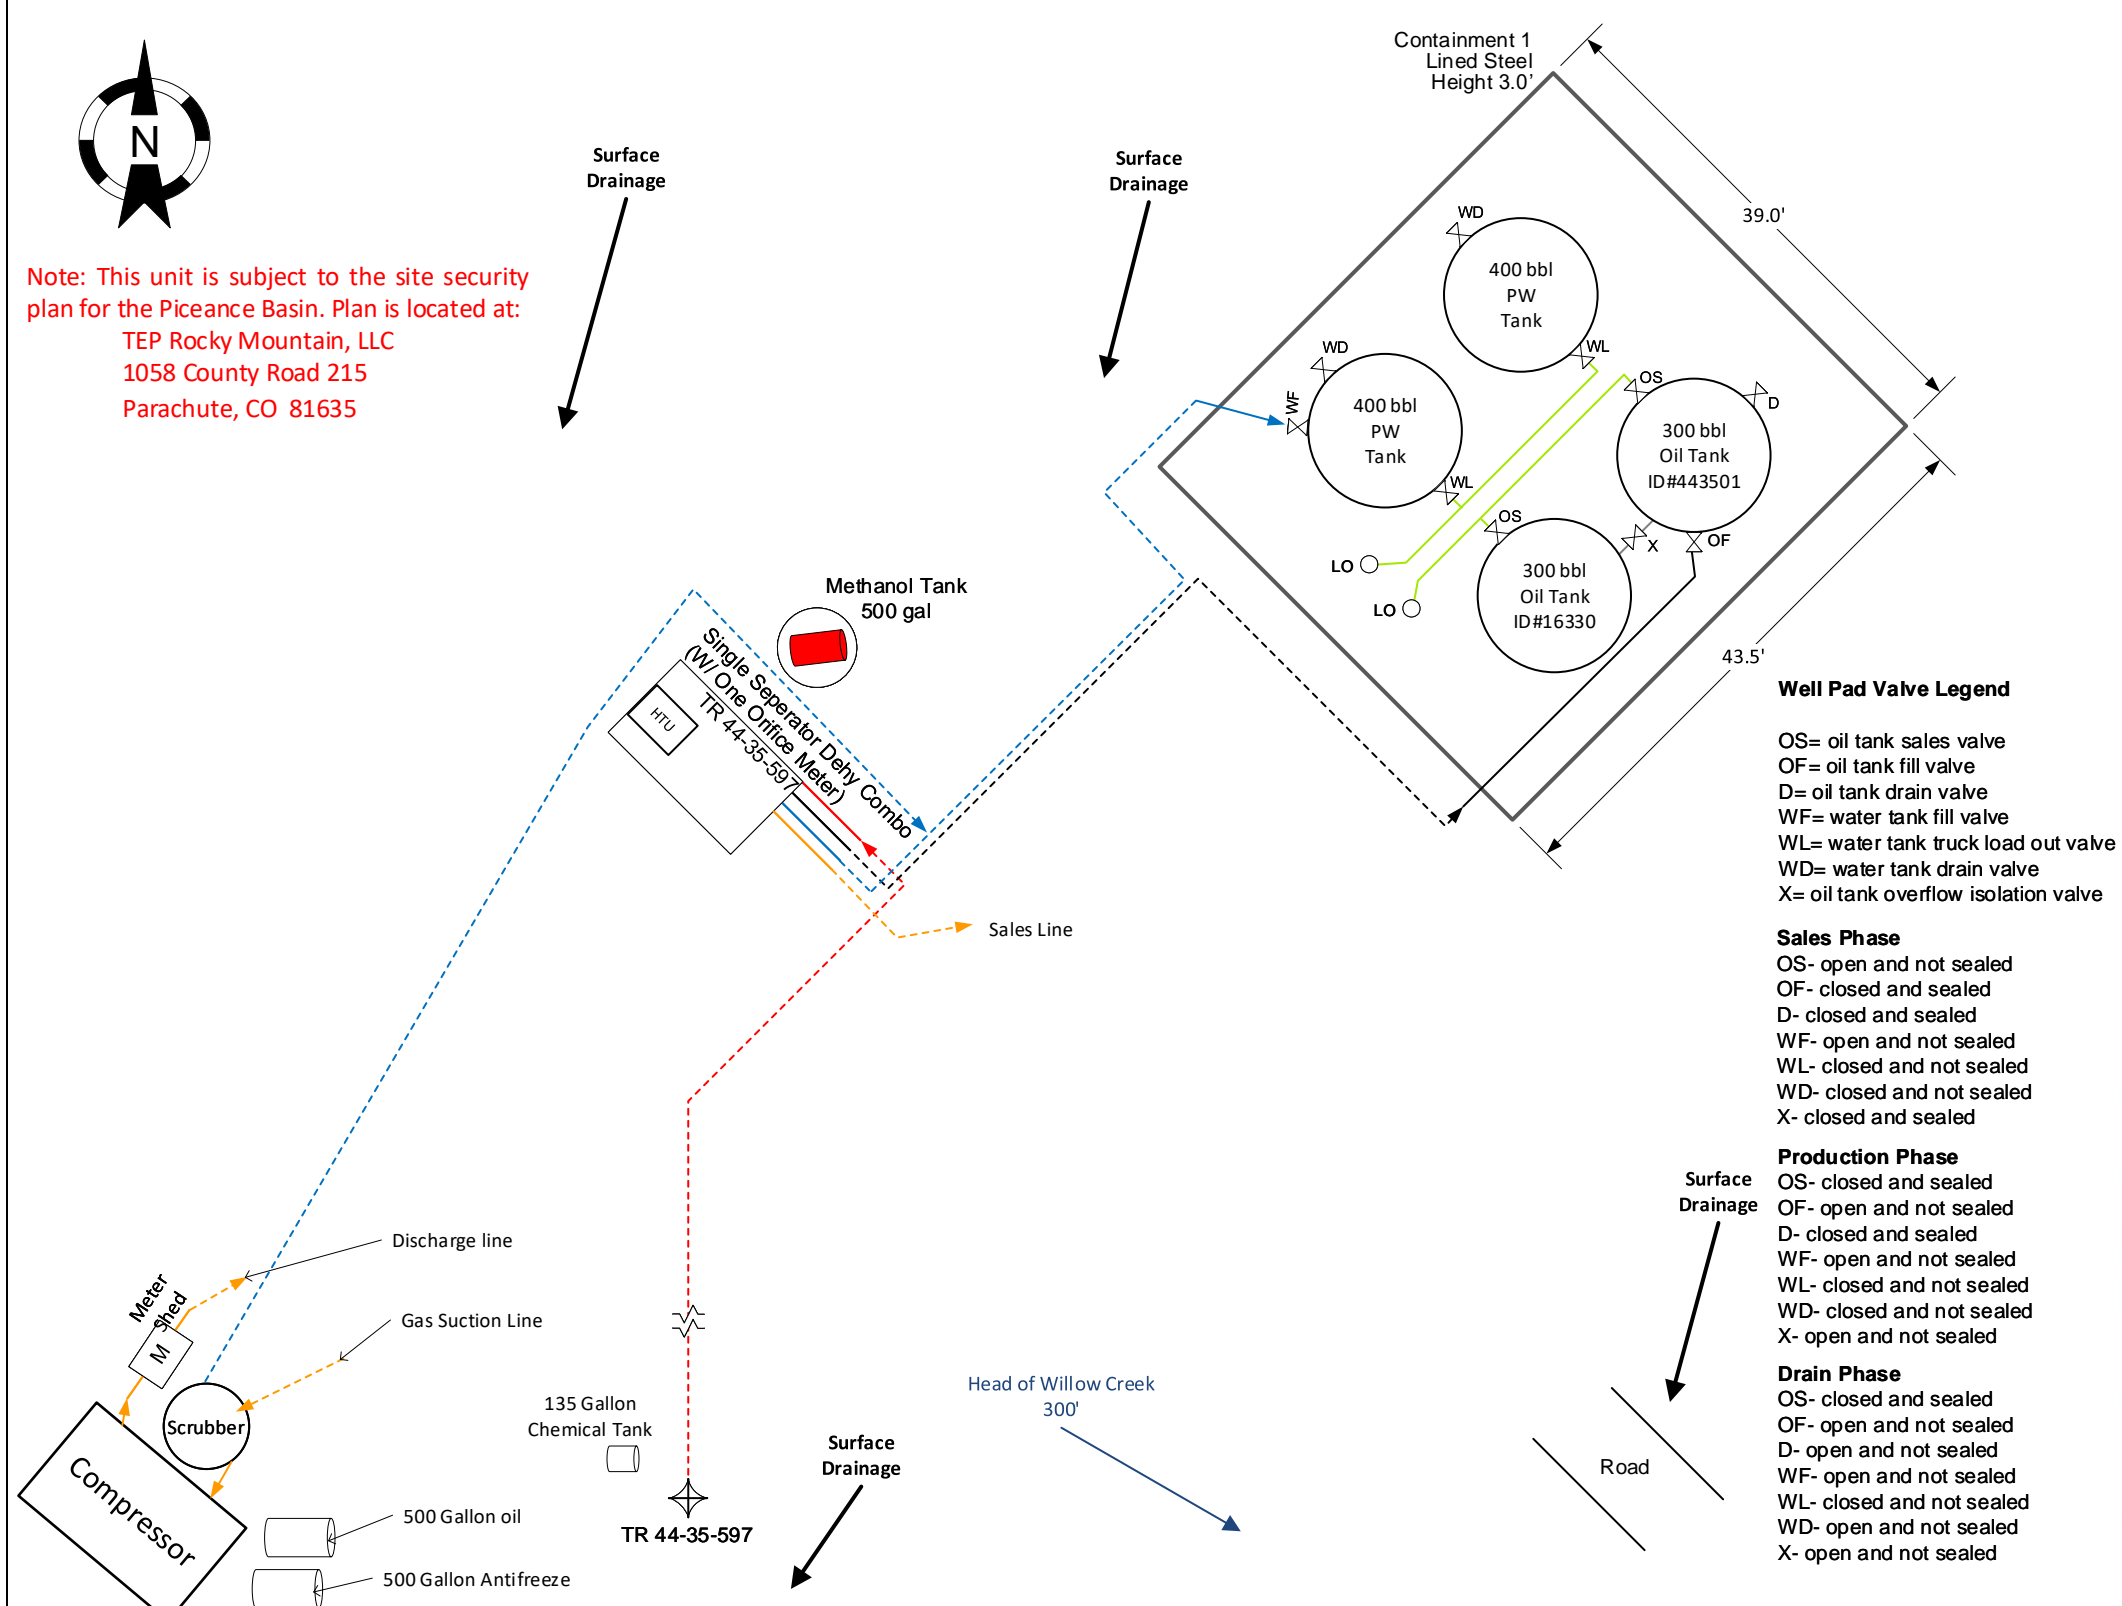 Containment 1
Lined Steel
Height 3.0'
N
Surface
Drainage
Surface
Drainage
39.0'
Note: This unit is subject to the site security
plan for the Piceance Basin. Plan is located at:
TEP Rocky Mountain, LLC
1058 County Road 215
Parachute, CO 81635
WD
400 bbl
PW
Tank
WL
WD
WF
400 bbl
PW
Tank
WL
OS
D
300 bbl
Oil Tank
ID#443501
OS
X
OF
300 bbl
Oil Tank
ID#16330
LO
LO
43.5'
Methanol Tank
500 gal
Single Seperator Dehy Combo
(W/ One Orifice Meter)
TR 44-35-597
HTU
Sales Line
Well Pad Valve Legend
OS= oil tank sales valve
OF= oil tank fill valve
D= oil tank drain valve
WF= water tank fill valve
WL= water tank truck load out valve
WD= water tank drain valve
X= oil tank overflow isolation valve
Sales Phase
OS- open and not sealed
OF- closed and sealed
D- closed and sealed
WF- open and not sealed
WL- closed and not sealed
WD- closed and not sealed
X- closed and sealed
Production Phase
OS- closed and sealed
OF- open and not sealed
D- closed and sealed
WF- open and not sealed
WL- closed and not sealed
WD- closed and not sealed
X- open and not sealed
Drain Phase
OS- closed and sealed
OF- open and not sealed
D- open and not sealed
WF- open and not sealed
WL- closed and not sealed
WD- open and not sealed
X- open and not sealed
Surface
Drainage
Discharge line
Meter
Shed
M
Gas Suction Line
Scrubber
Compressor
135 Gallon
Chemical Tank
Surface
Drainage
Head of Willow Creek
300'
Road
500 Gallon oil
TR 44-35-597
500 Gallon Antifreeze